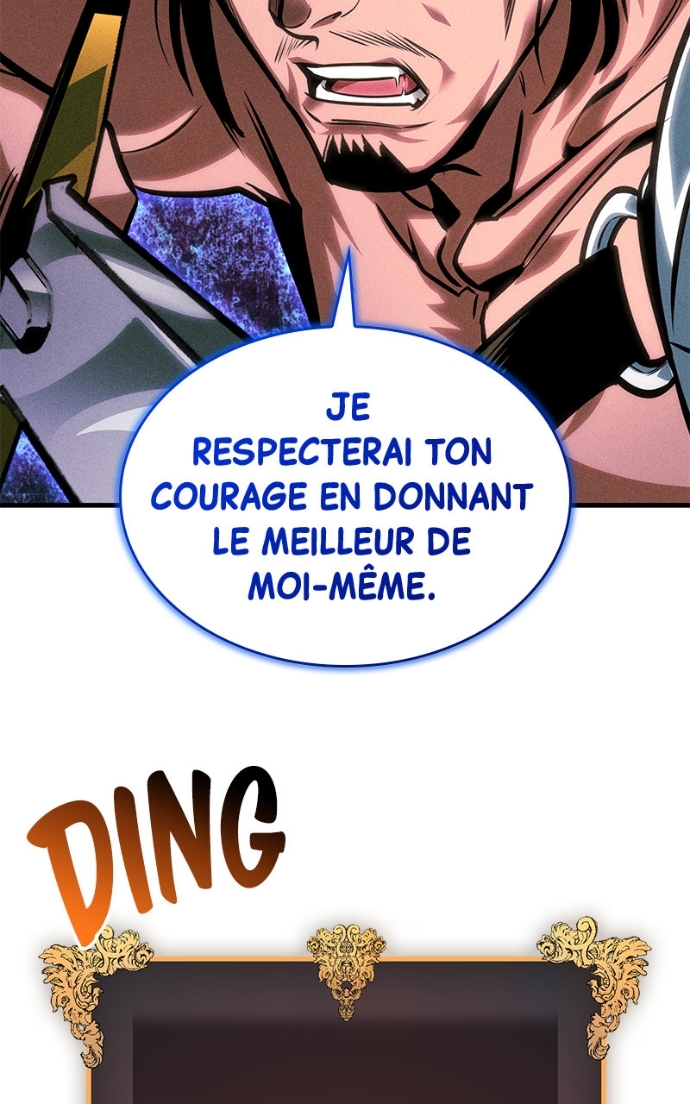 JE
RESPECTERAI TON
COURAGE EN DONNANT
LE MEILLEUR DE
MOI-MÊME.
DING